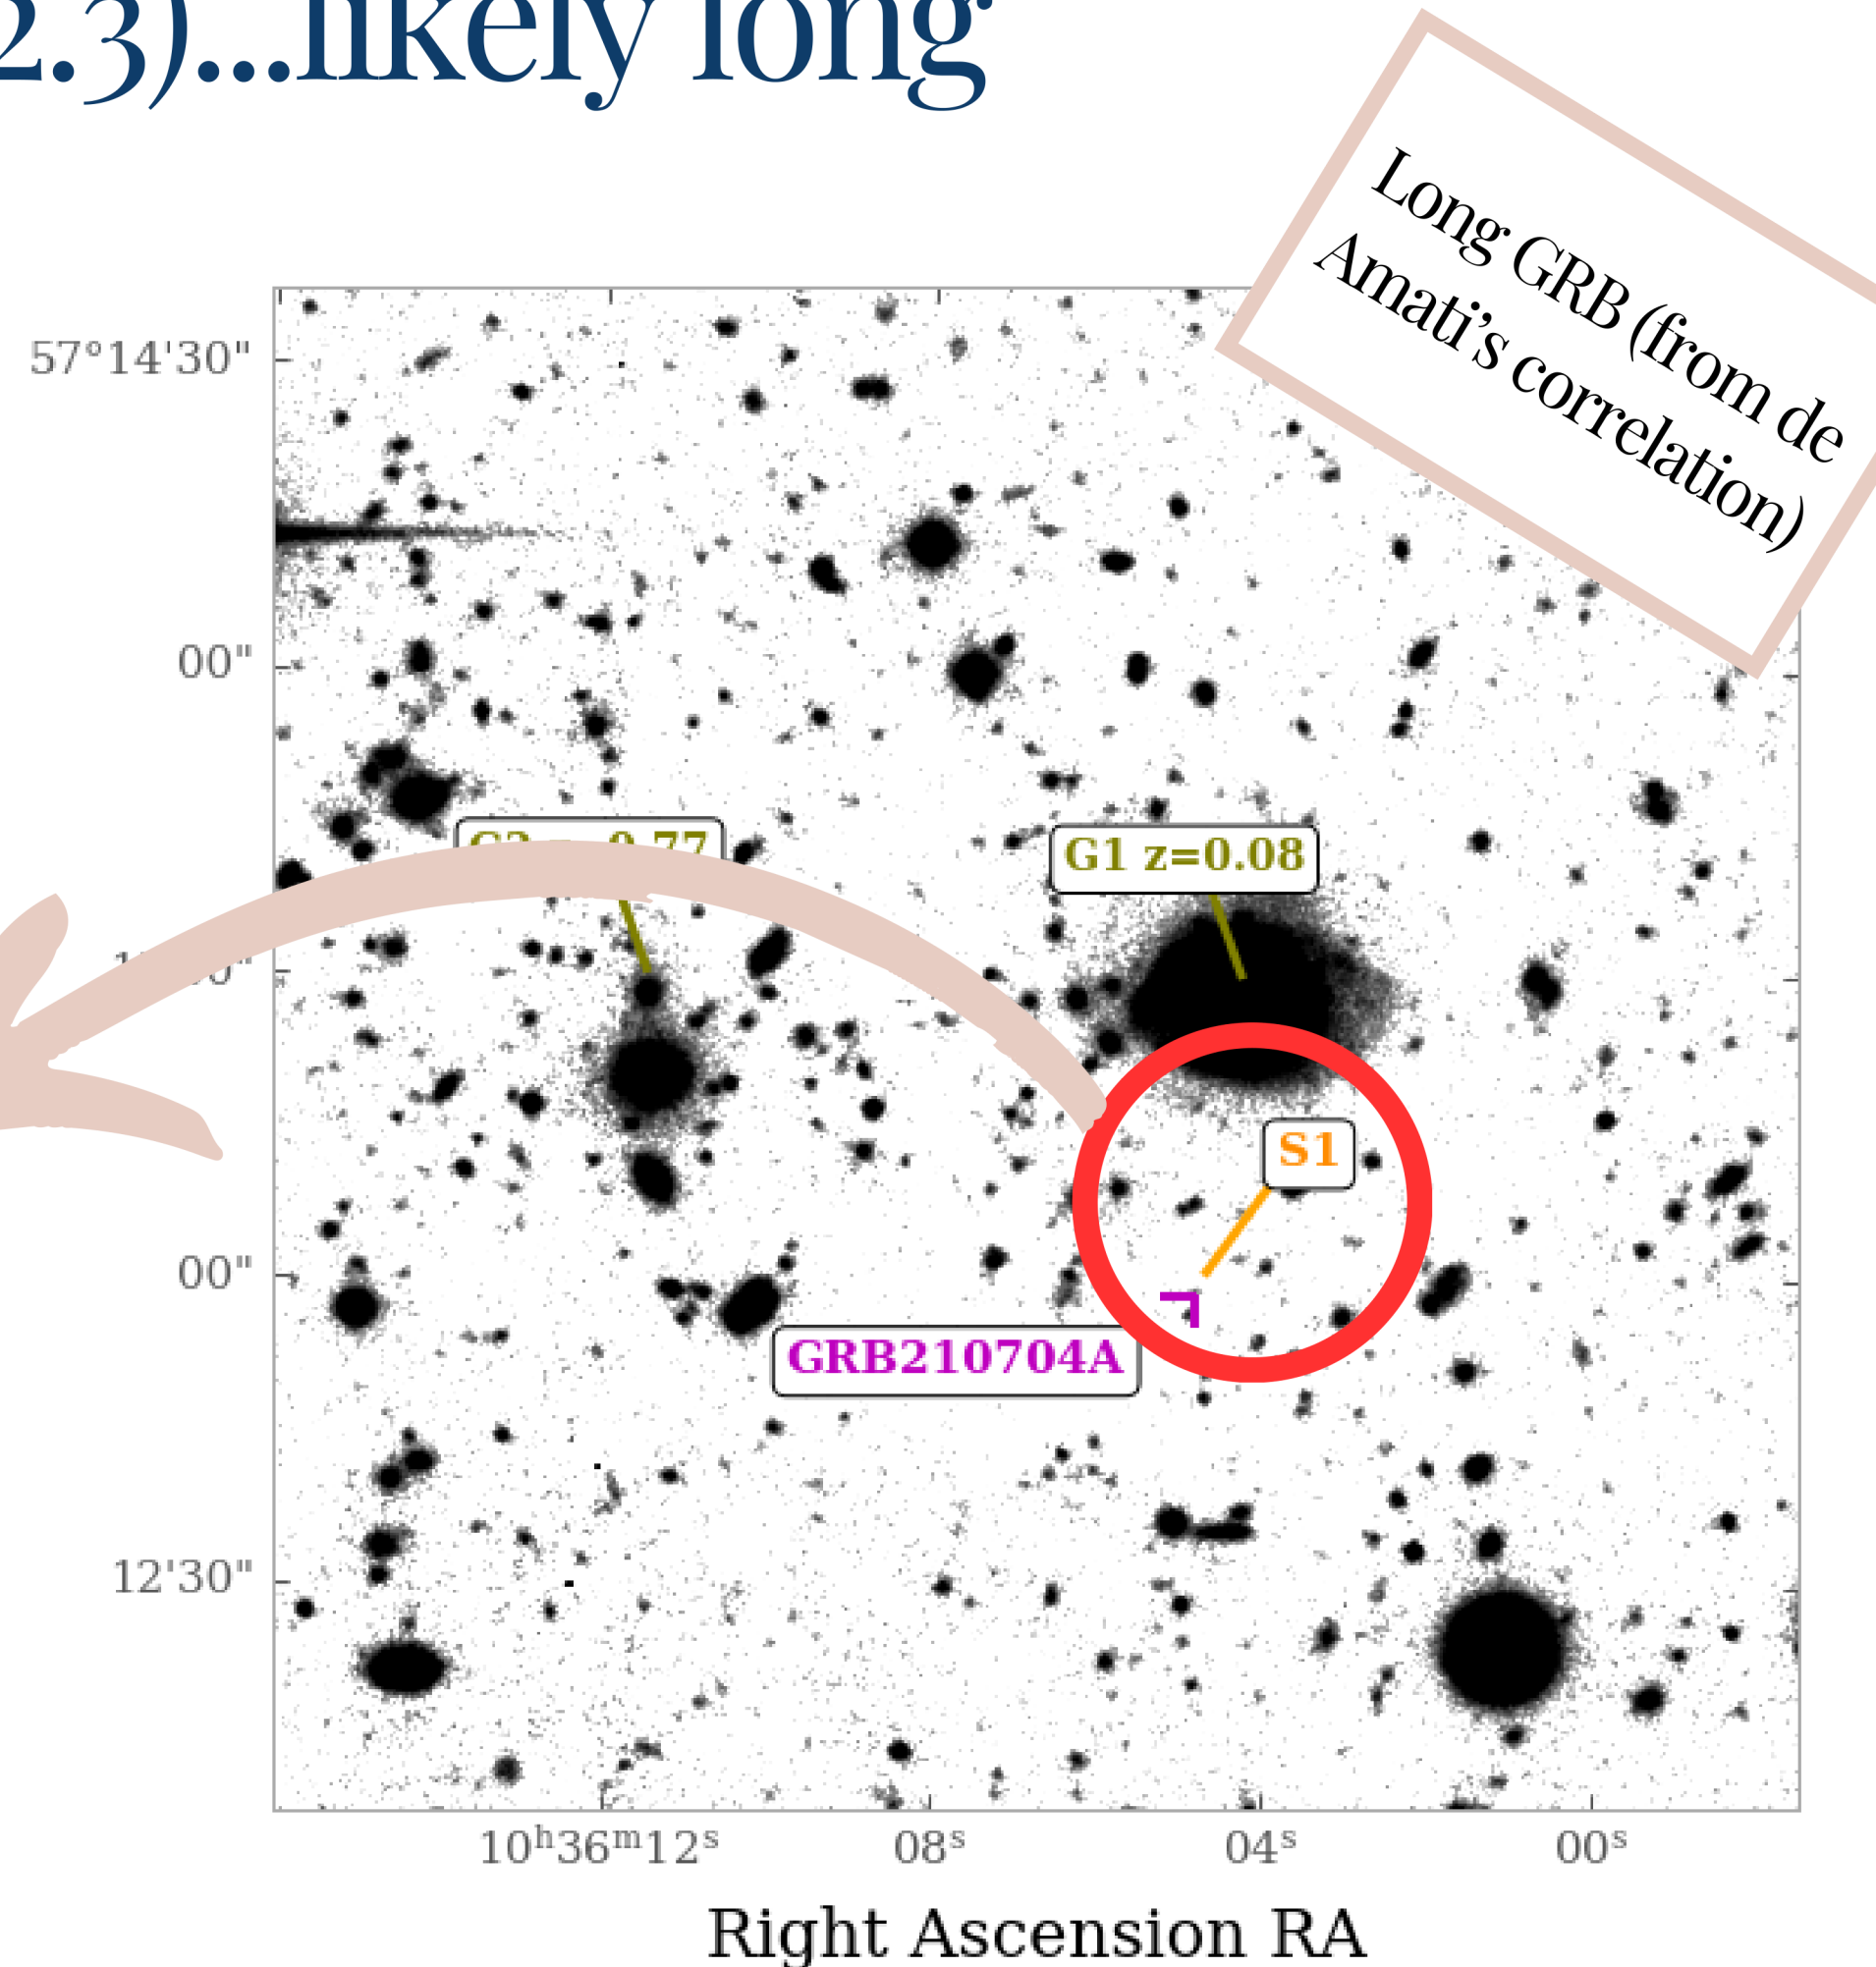 2.3)...likely long
Long GRB (from de
Amati's correlation)
57°14'30"
00"
G1 z=0.08
S1
00"
GRB210704A
12'30"
10ʰ36ᵐ12ˢ 08ˢ 04ˢ 00ˢ
Right Ascension RA